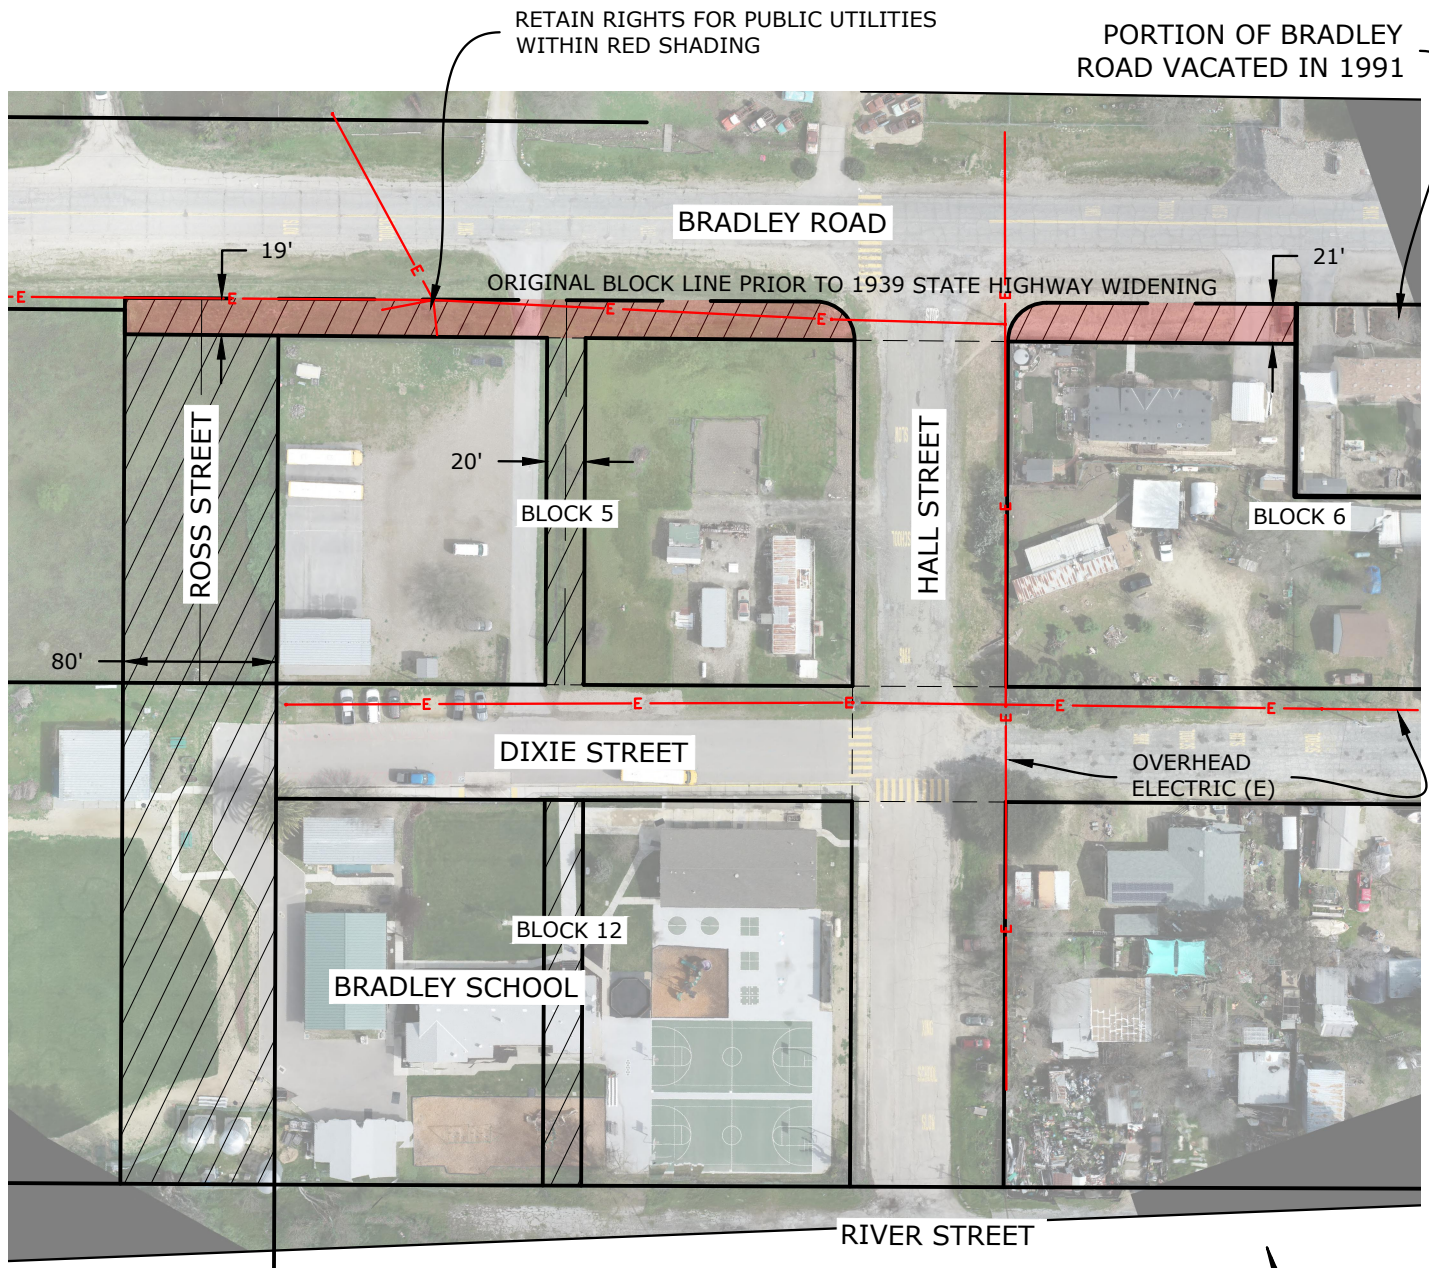 RETAIN RIGHTS FOR PUBLIC UTILITIES
WITHIN RED SHADING
PORTION OF BRADLEY
ROAD VACATED IN 1991
BRADLEY ROAD
19'
E
21'
ORIGINAL BLOCK LINE PRIOR TO 1939 STATE HIGHWAY WIDENING
E
E
E
E
E
STOP
ROSS STREET
HALL STREET
20'
BLOCK 5
E
BLOCK 6
SCHOOL
80'
E
E
E
E
E
E
DIXIE STREET
OVERHEAD
ELECTRIC (E)
BLOCK 12
E
BRADLEY SCHOOL
RIVER STREET